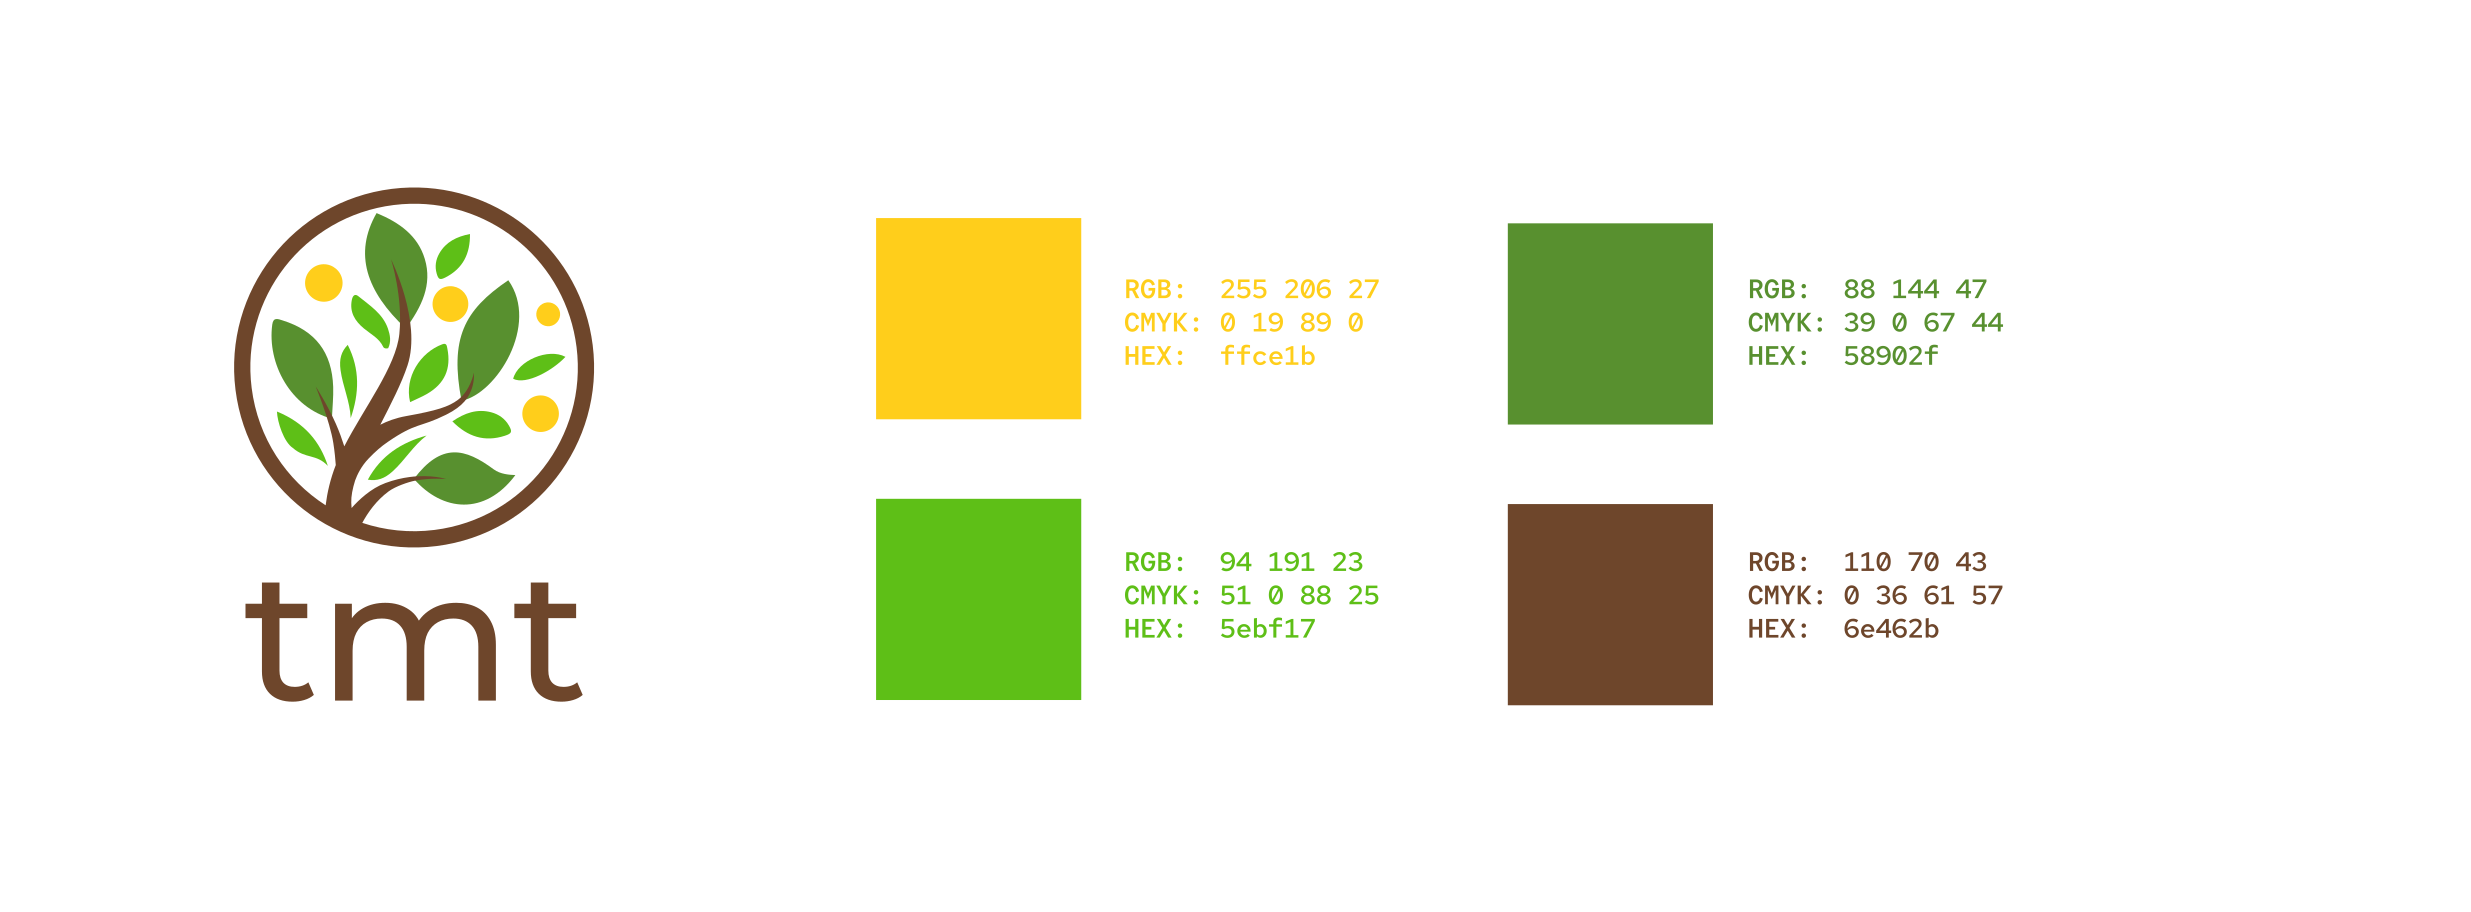 tmt
RGB: 255 206 27
CMYK: 0 19 89 0
HEX: ffce1b
RGB: 88 144 47
CMYK: 39 0 67 44
HEX: 58902f
RGB: 94 191 23
CMYK: 51 0 88 25
HEX: 5ebf17
RGB: 110 70 43
CMYK: 0 36 61 57
HEX: 6e462b